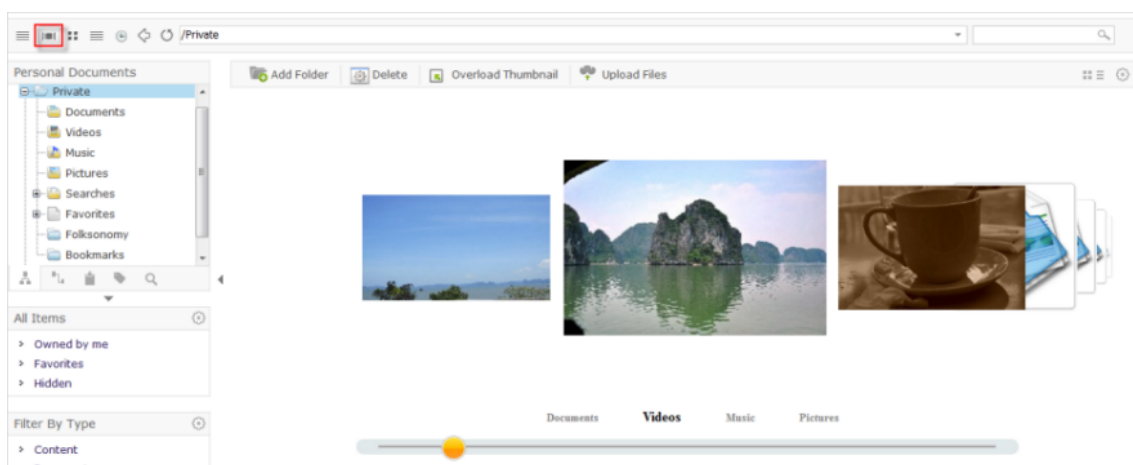 /Private
Personal Documents
Private
Documents
Videos
Music
Pictures
Searches
Favorites
Folksonomy
Bookmarks
All Items
Owned by me
Favorites
Hidden
Filter By Type
Content
Add Folder Delete Overload Thumbnail Upload Files
Documents Videos Music Pictures